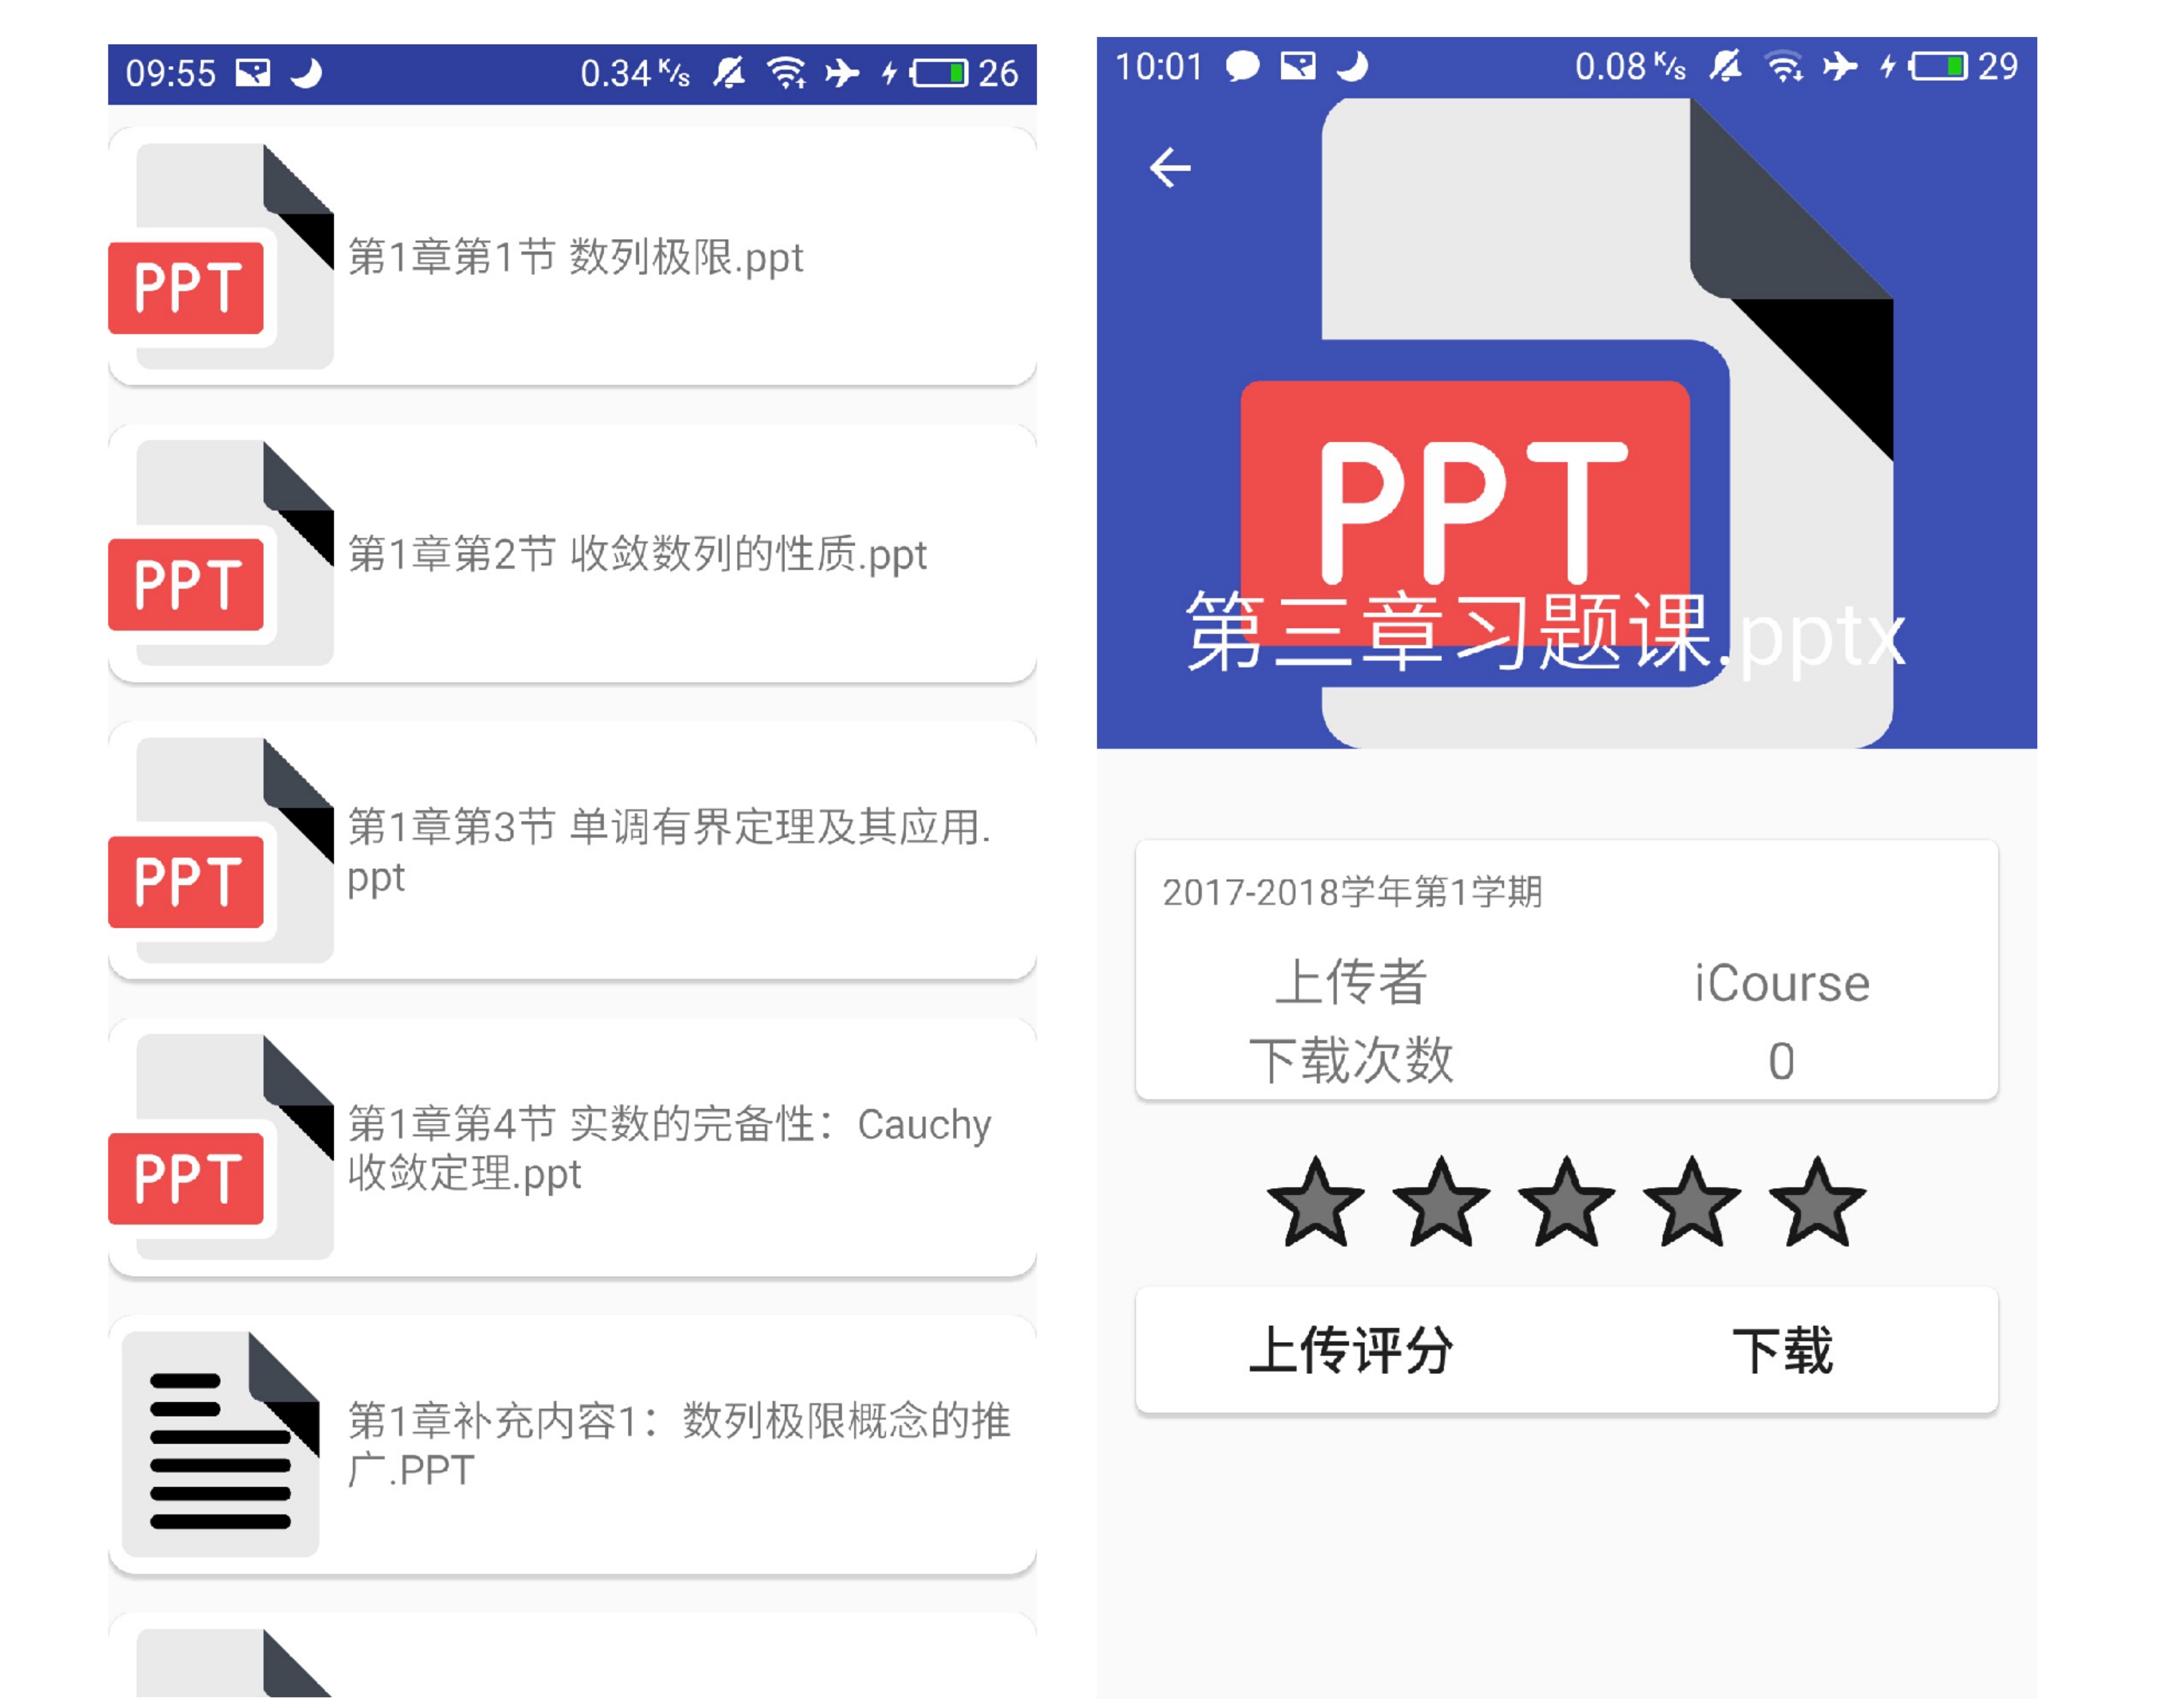 09:55 0.34 K/s 26
PPT
第1章第1节 数列极限.ppt
PPT
第1章第2节 收敛数列的性质.ppt
PPT
第1章第3节 单调有界定理及其应用.
ppt
PPT
第1章第4节 实数的完备性：Cauchy
收敛定理.ppt
第1章补充内容1：数列极限概念的推
广.PPT
10:01 0.08 K/s 29
PPT
第三章习题课.pptx
2017-2018学年第1学期
上传者 iCourse
下载次数 0
上传评分 下载